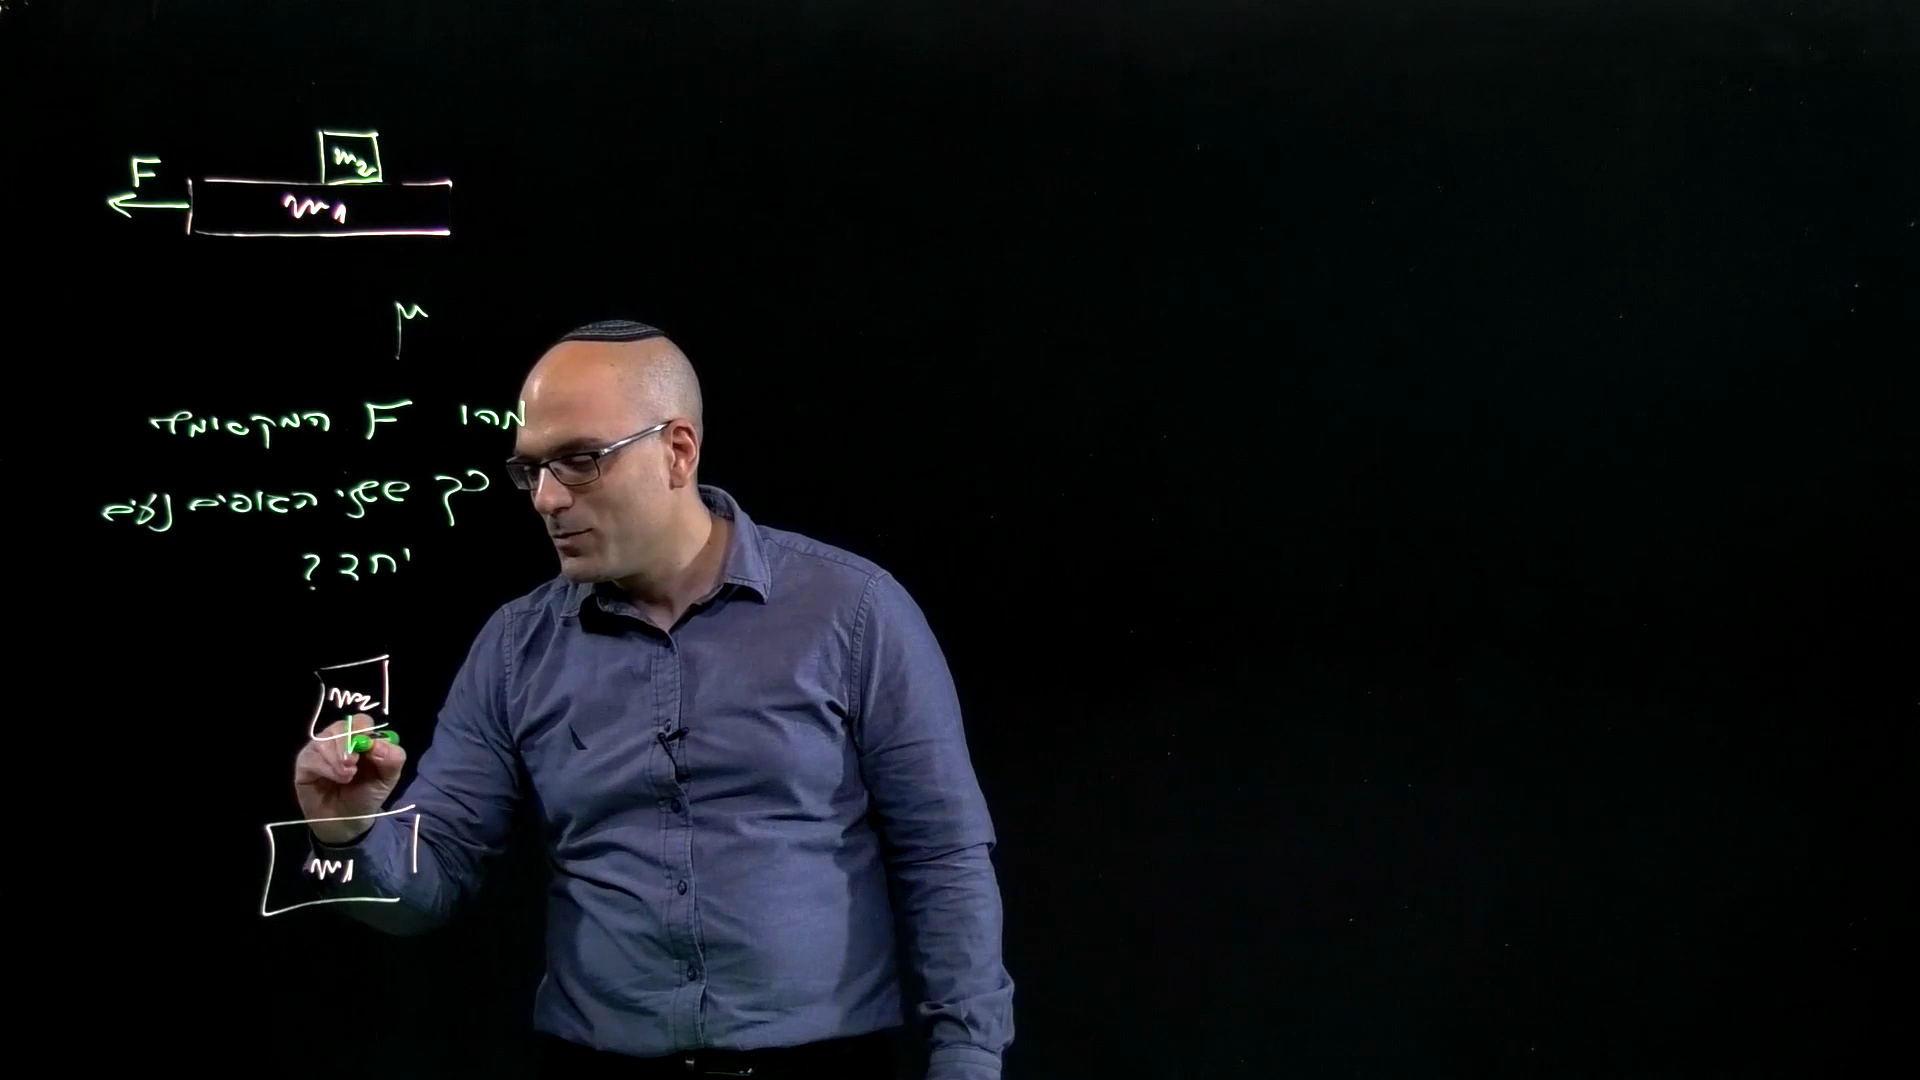 m2
F
m1
μ
מהו F המקסימלי
כך ששני הגופים נעים
יחד?
m2
m1